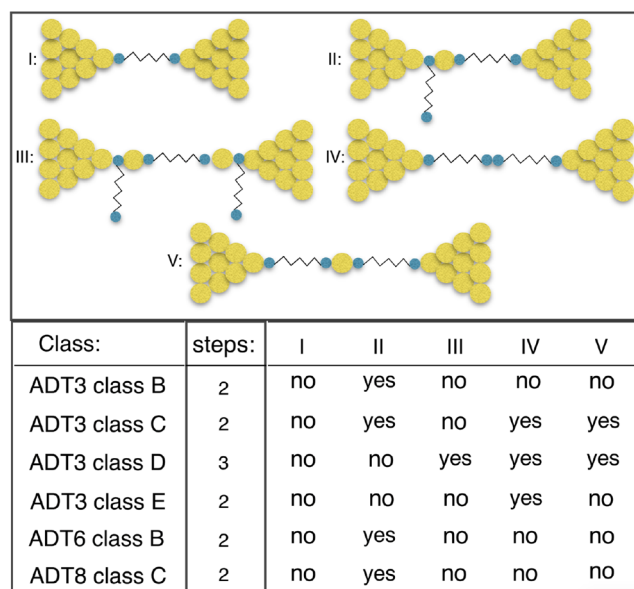 I:
II:
III:
IV:
V:
Class: steps: I II III IV V
ADT3 class B 2 no yes no no no
ADT3 class C 2 no yes no yes yes
ADT3 class D 3 no no yes yes yes
ADT3 class E 2 no no no yes no
ADT6 class B 2 no yes no no no
ADT8 class C 2 no yes no no no